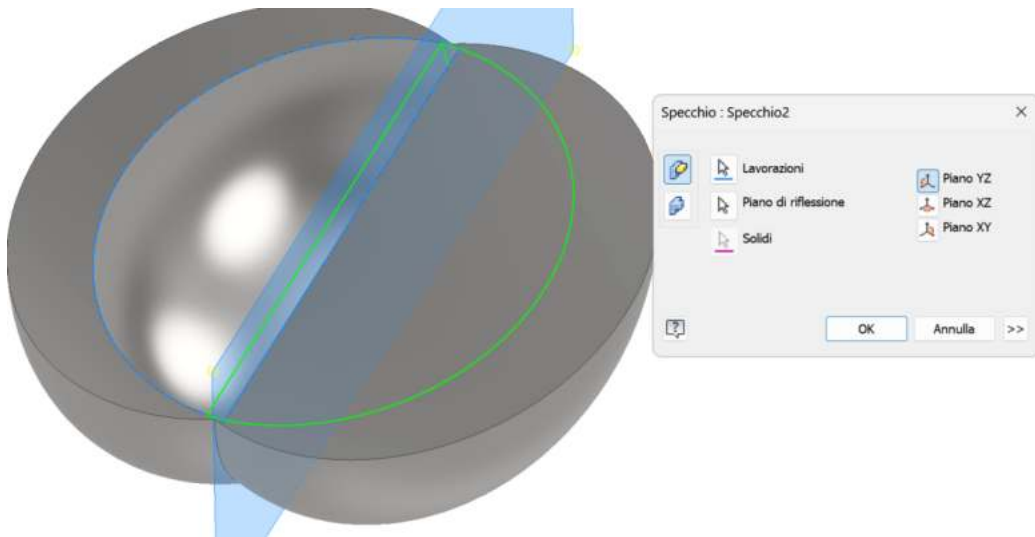 Specchio : Specchio2
Lavorazioni
Piano di riflessione
Solidi
Piano YZ
Piano XZ
Piano XY
?
OK
Annulla
>>